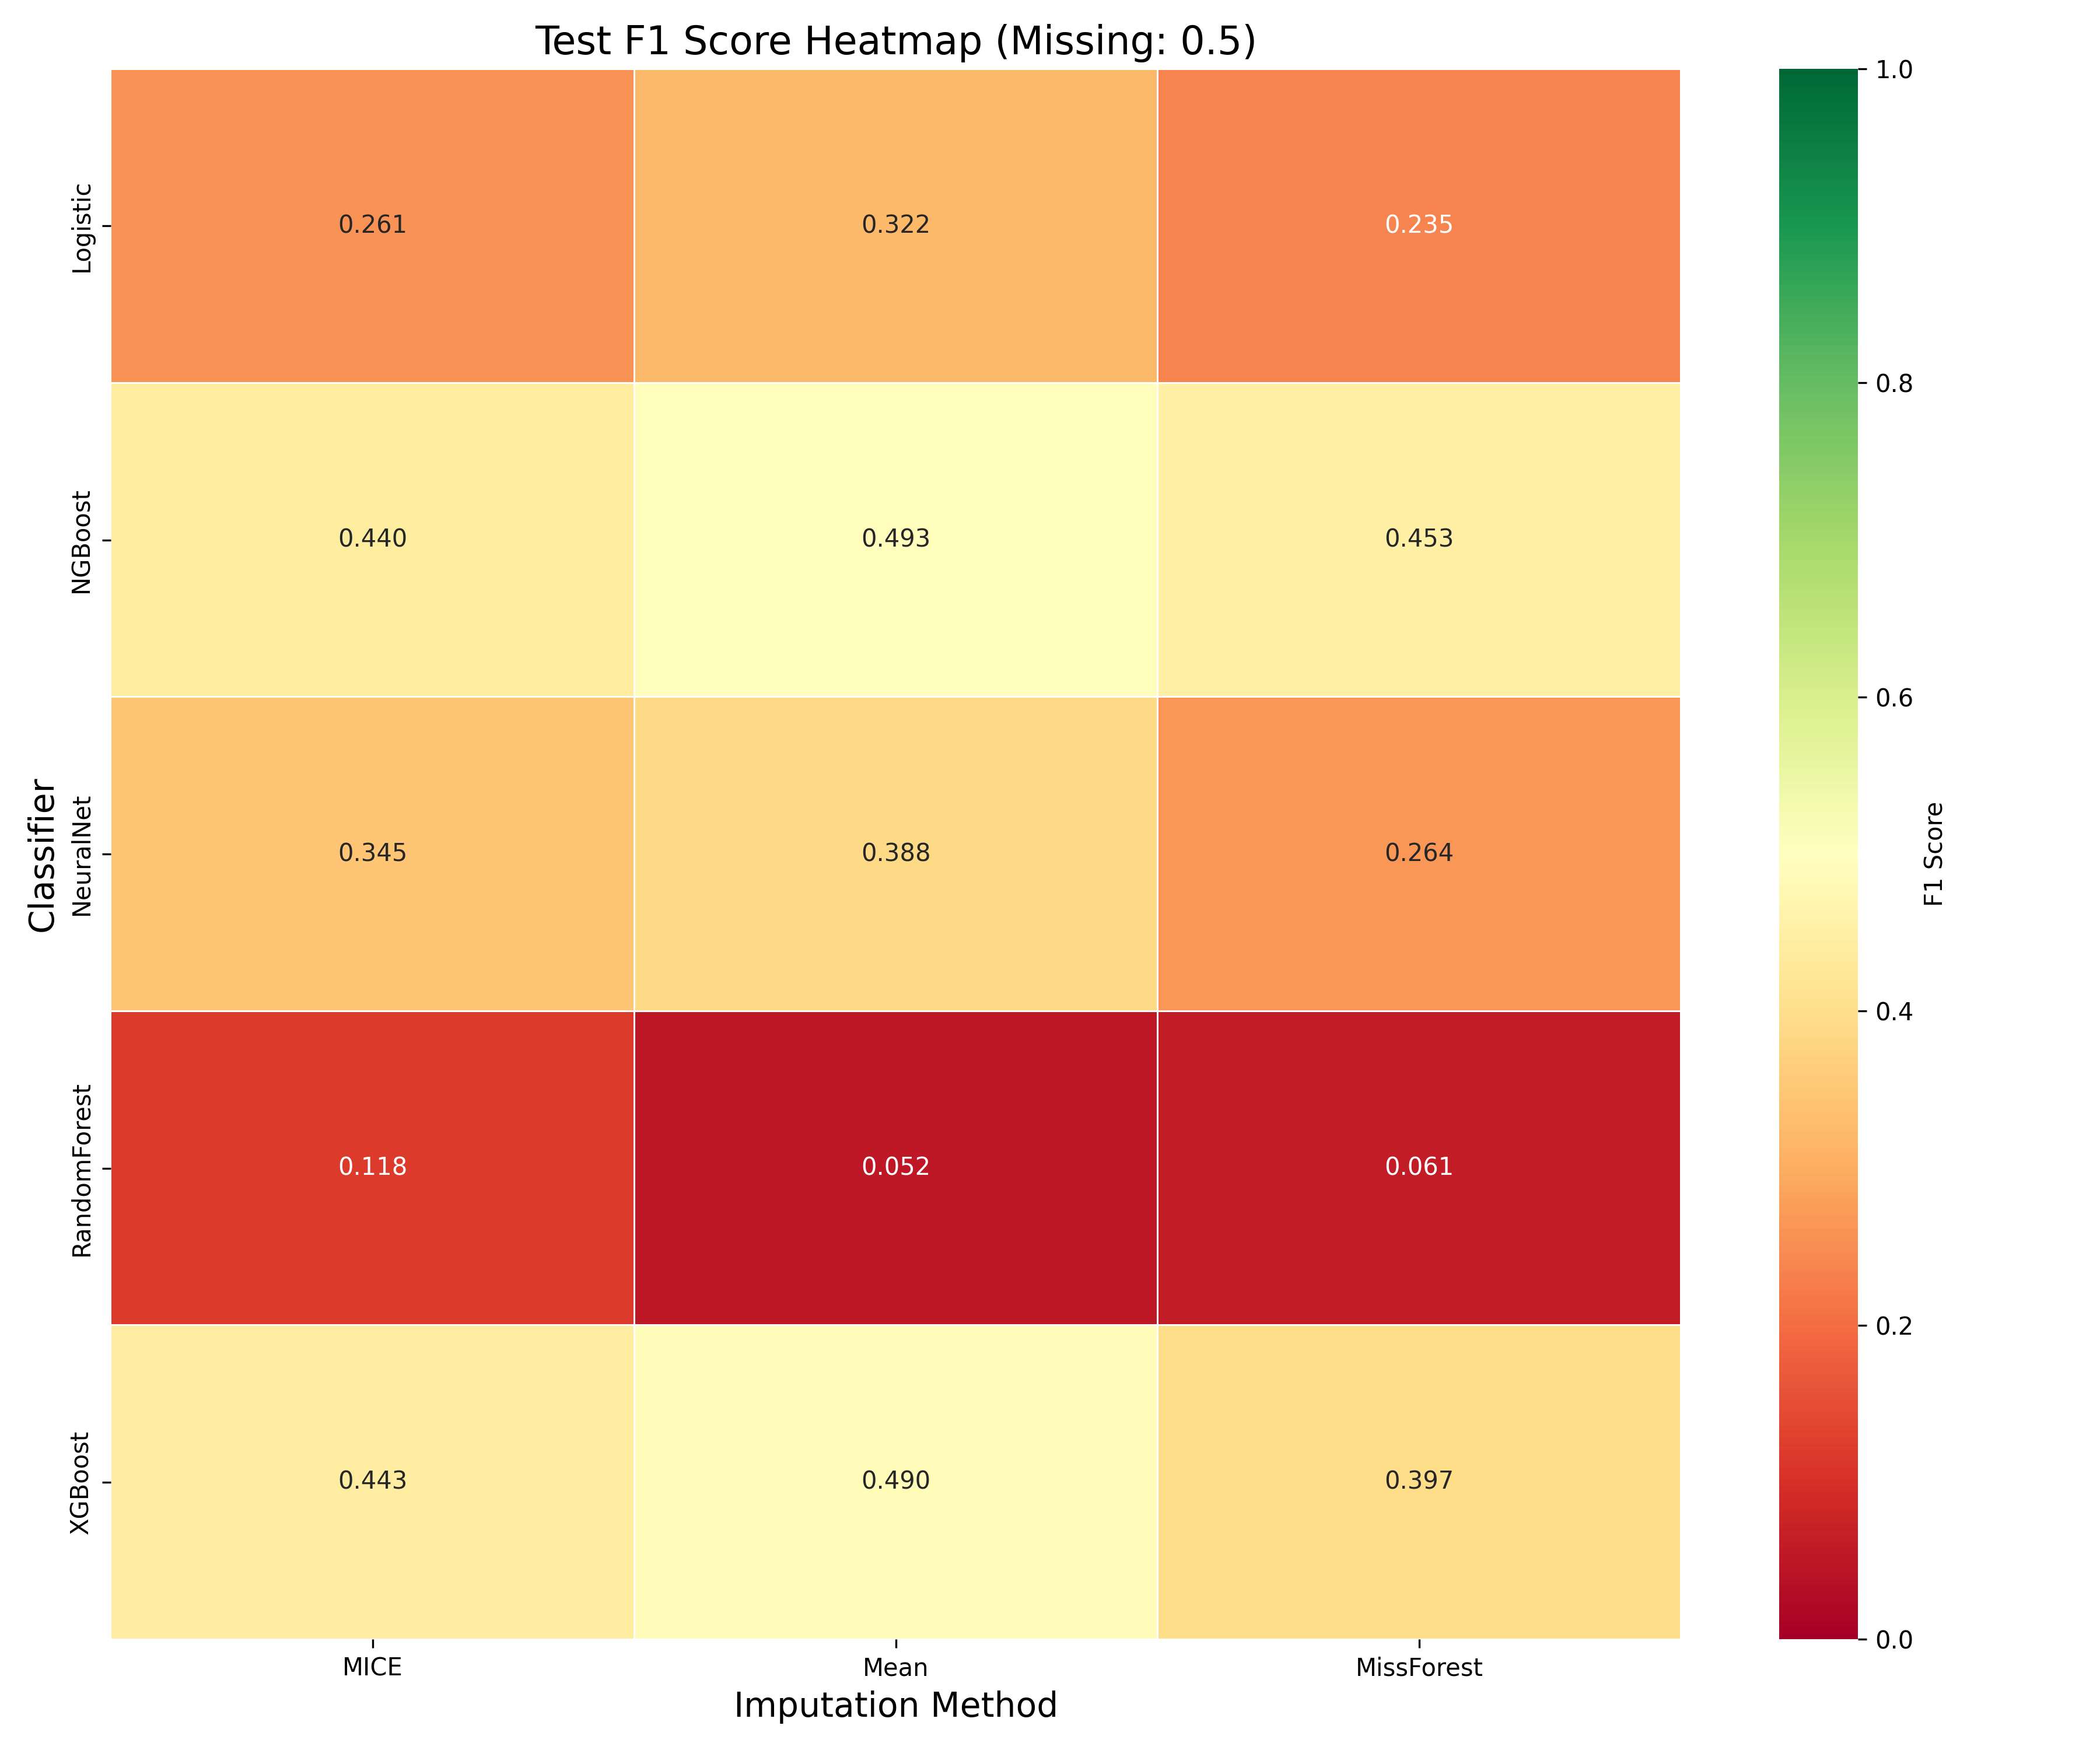 Test F1 Score Heatmap (Missing: 0.5)
Classifier
Logistic
0.261 0.322 0.235
NGBoost
0.440 0.493 0.453
NeuralNet
0.345 0.388 0.264
RandomForest
0.118 0.052 0.061
XGBoost
0.443 0.490 0.397
MICE Mean MissForest
Imputation Method
1.0
0.8
0.6
0.4
0.2
0.0
F1 Score